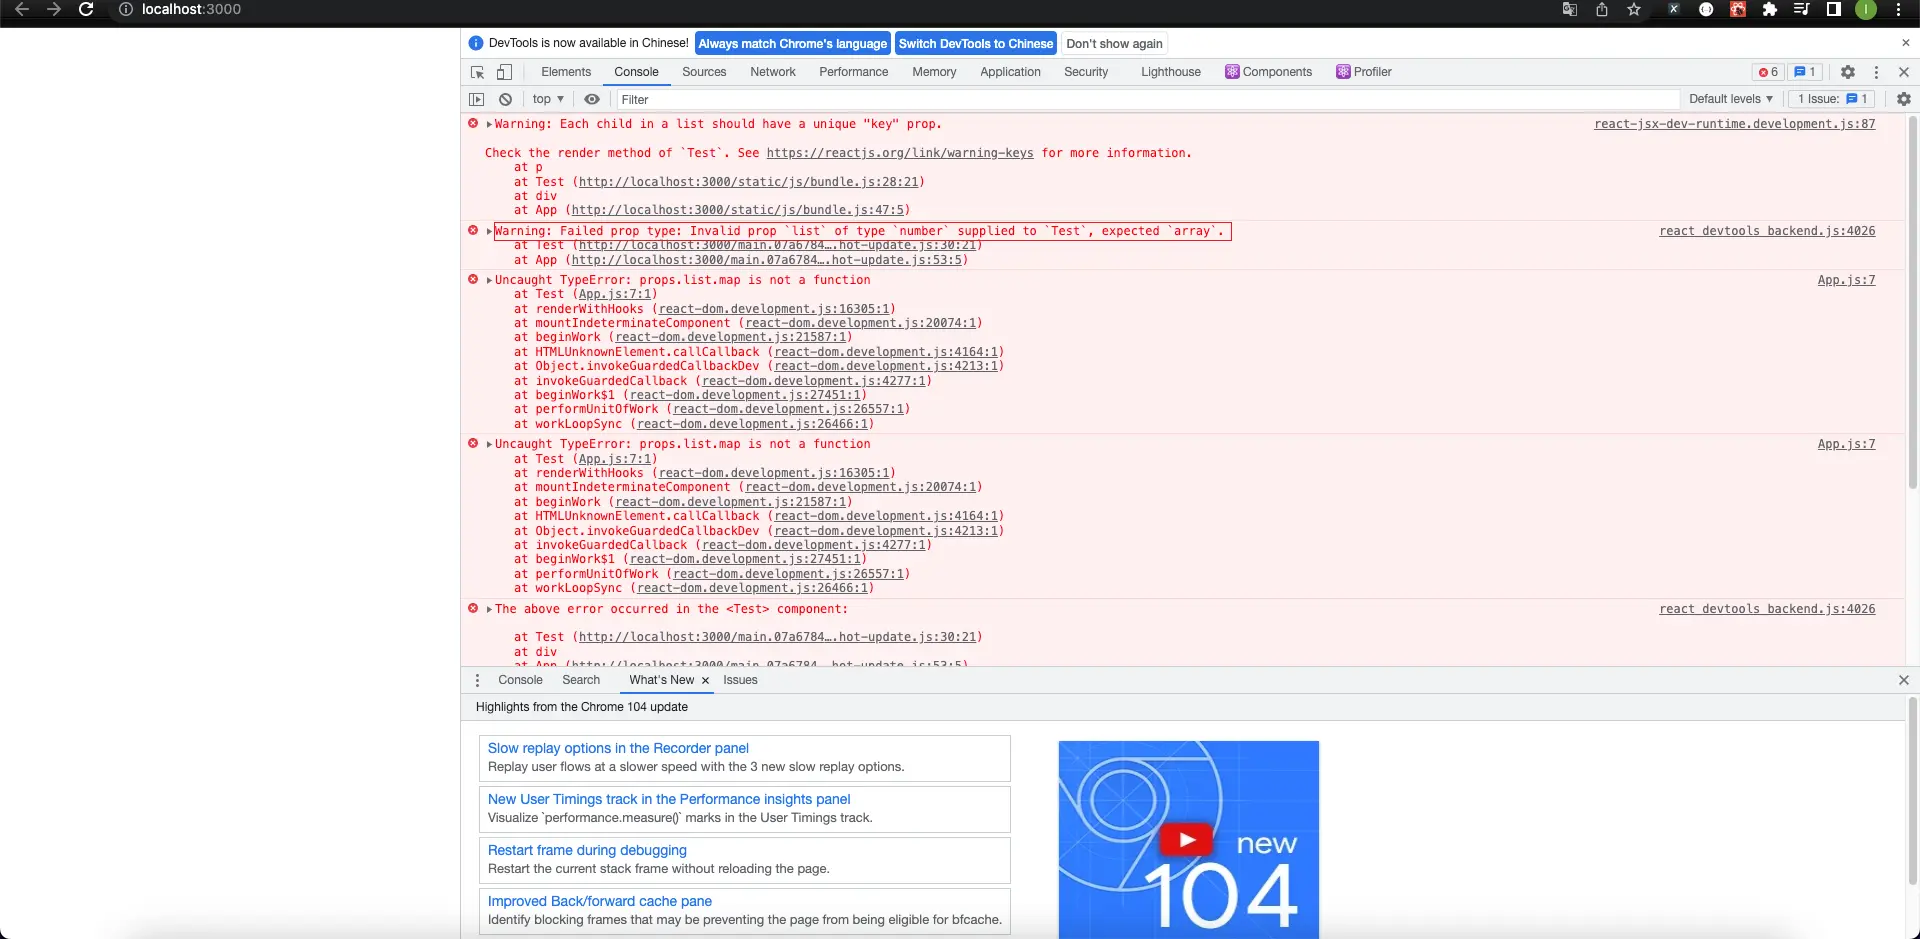 localhost:3000
DevTools is now available in Chinese! Always match Chrome's language Switch DevTools to Chinese Don't show again
Elements Console Sources Network Performance Memory Application Security Lighthouse Components Profiler 6 1
top Filter Default levels 1 Issue: 1
Warning: Each child in a list should have a unique "key" prop. react-jsx-dev-runtime.development.js:87
Check the render method of `Test`. See https://reactjs.org/link/warning-keys for more information.
at p
at Test (http://localhost:3000/static/js/bundle.js:28:21)
at div
at App (http://localhost:3000/static/js/bundle.js:47:5)
Warning: Failed prop type: Invalid prop `list` of type `number` supplied to `Test`, expected `array`. react_devtools_backend.js:4026
at Test (http://localhost:3000/main.07a6784….hot-update.js:30:21)
at App (http://localhost:3000/main.07a6784….hot-update.js:53:5)
Uncaught TypeError: props.list.map is not a function App.js:7
at Test (App.js:7:1)
at renderWithHooks (react-dom.development.js:16305:1)
at mountIndeterminateComponent (react-dom.development.js:20074:1)
at beginWork (react-dom.development.js:21587:1)
at HTMLUnknownElement.callCallback (react-dom.development.js:4164:1)
at Object.invokeGuardedCallbackDev (react-dom.development.js:4213:1)
at invokeGuardedCallback (react-dom.development.js:4277:1)
at beginWork$1 (react-dom.development.js:27451:1)
at performUnitOfWork (react-dom.development.js:26557:1)
at workLoopSync (react-dom.development.js:26466:1)
Uncaught TypeError: props.list.map is not a function App.js:7
at Test (App.js:7:1)
at renderWithHooks (react-dom.development.js:16305:1)
at mountIndeterminateComponent (react-dom.development.js:20074:1)
at beginWork (react-dom.development.js:21587:1)
at HTMLUnknownElement.callCallback (react-dom.development.js:4164:1)
at Object.invokeGuardedCallbackDev (react-dom.development.js:4213:1)
at invokeGuardedCallback (react-dom.development.js:4277:1)
at beginWork$1 (react-dom.development.js:27451:1)
at performUnitOfWork (react-dom.development.js:26557:1)
at workLoopSync (react-dom.development.js:26466:1)
The above error occurred in the <Test> component: react_devtools_backend.js:4026
at Test (http://localhost:3000/main.07a6784….hot-update.js:30:21)
at div
at App (http://localhost:3000/main.07a6784….hot-update.js:53:5)
Console Search What's New Issues
Highlights from the Chrome 104 update
Slow replay options in the Recorder panel
Replay user flows at a slower speed with the 3 new slow replay options.
New User Timings track in the Performance insights panel
Visualize `performance.measure()` marks in the User Timings track.
Restart frame during debugging
Restart the current stack frame without reloading the page.
Improved Back/forward cache pane
Identify blocking frames that may be preventing the page from being eligible for bfcache.
new
104